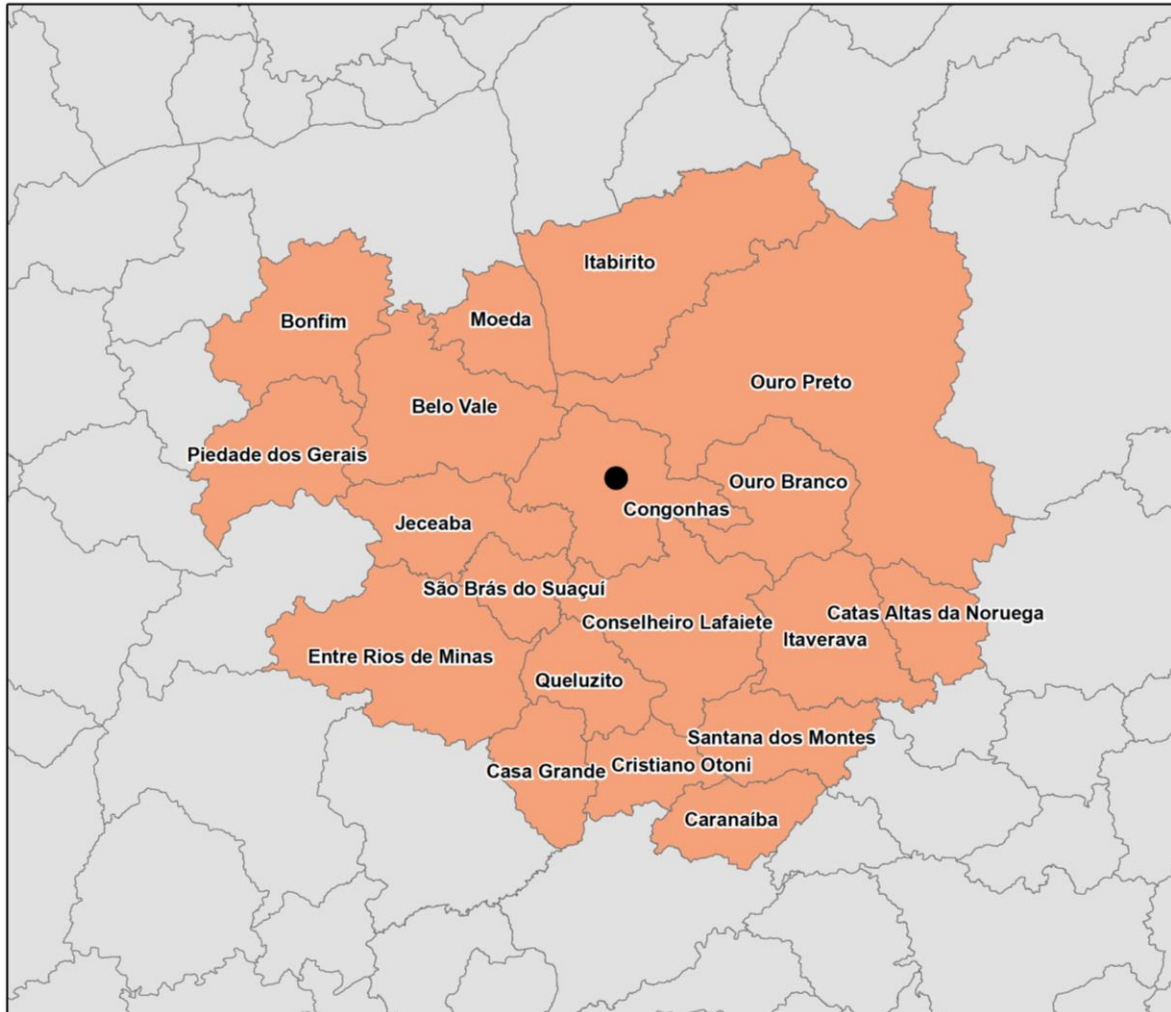 Itabirito
Bonfim
Moeda
Ouro Preto
Belo Vale
Piedade dos Gerais
Ouro Branco
Congonhas
Jeceaba
São Brás do Suaçuí
Catas Altas da Noruega
Conselheiro Lafaiete
Itaverava
Entre Rios de Minas
Queluzito
Santana dos Montes
Cristiano Otoni
Casa Grande
Caranaíba